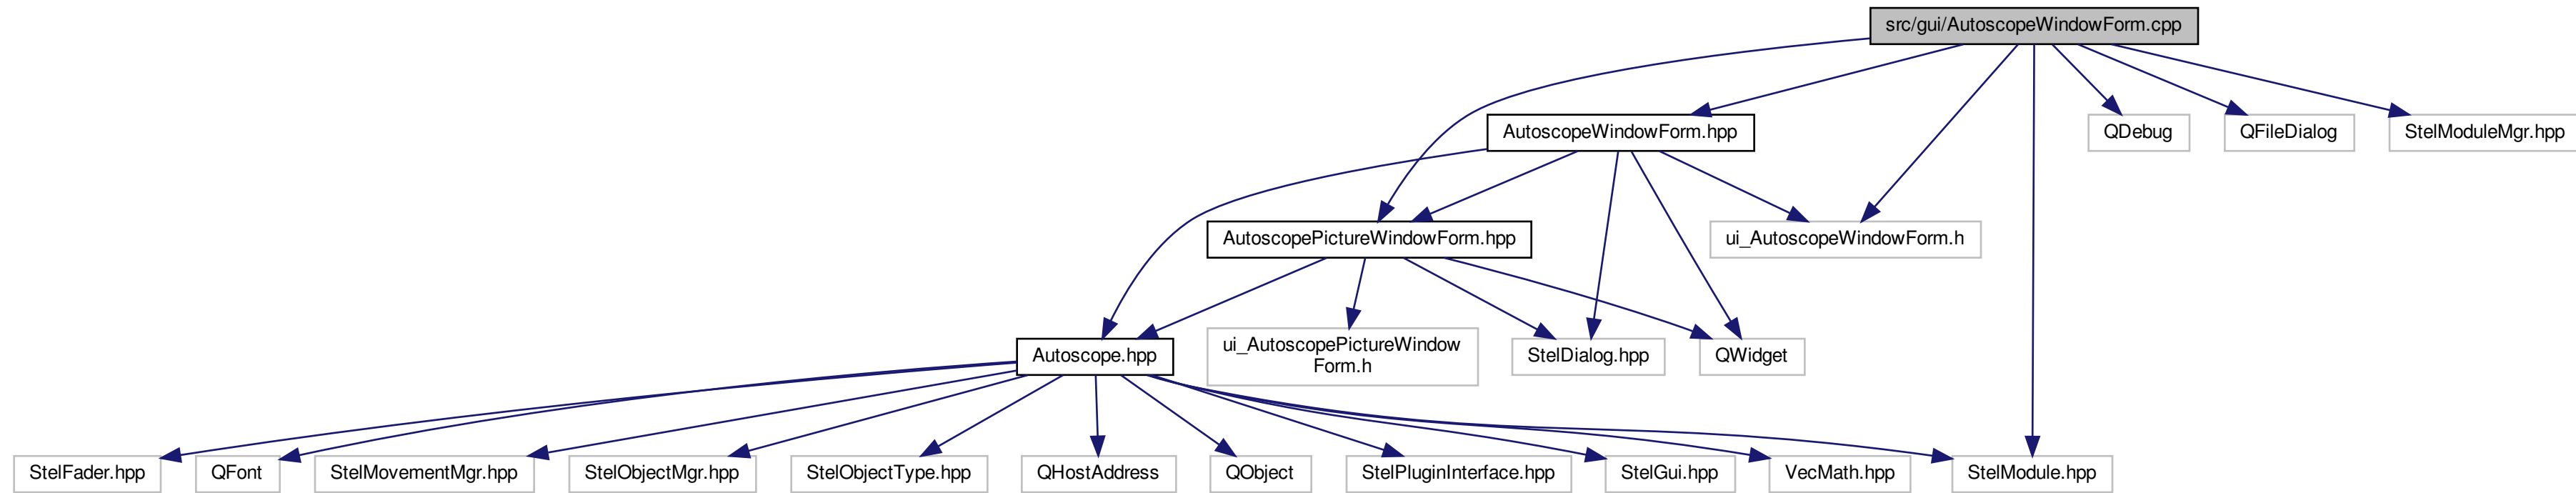 src/gui/AutoscopeWindowForm.cpp
AutoscopeWindowForm.hpp
QDebug
QFileDialog
StelModuleMgr.hpp
AutoscopePictureWindowForm.hpp
ui_AutoscopeWindowForm.h
Autoscope.hpp
ui_AutoscopePictureWindow
Form.h
StelDialog.hpp
QWidget
StelFader.hpp
QFont
StelMovementMgr.hpp
StelObjectMgr.hpp
StelObjectType.hpp
QHostAddress
QObject
StelPluginInterface.hpp
StelGui.hpp
VecMath.hpp
StelModule.hpp